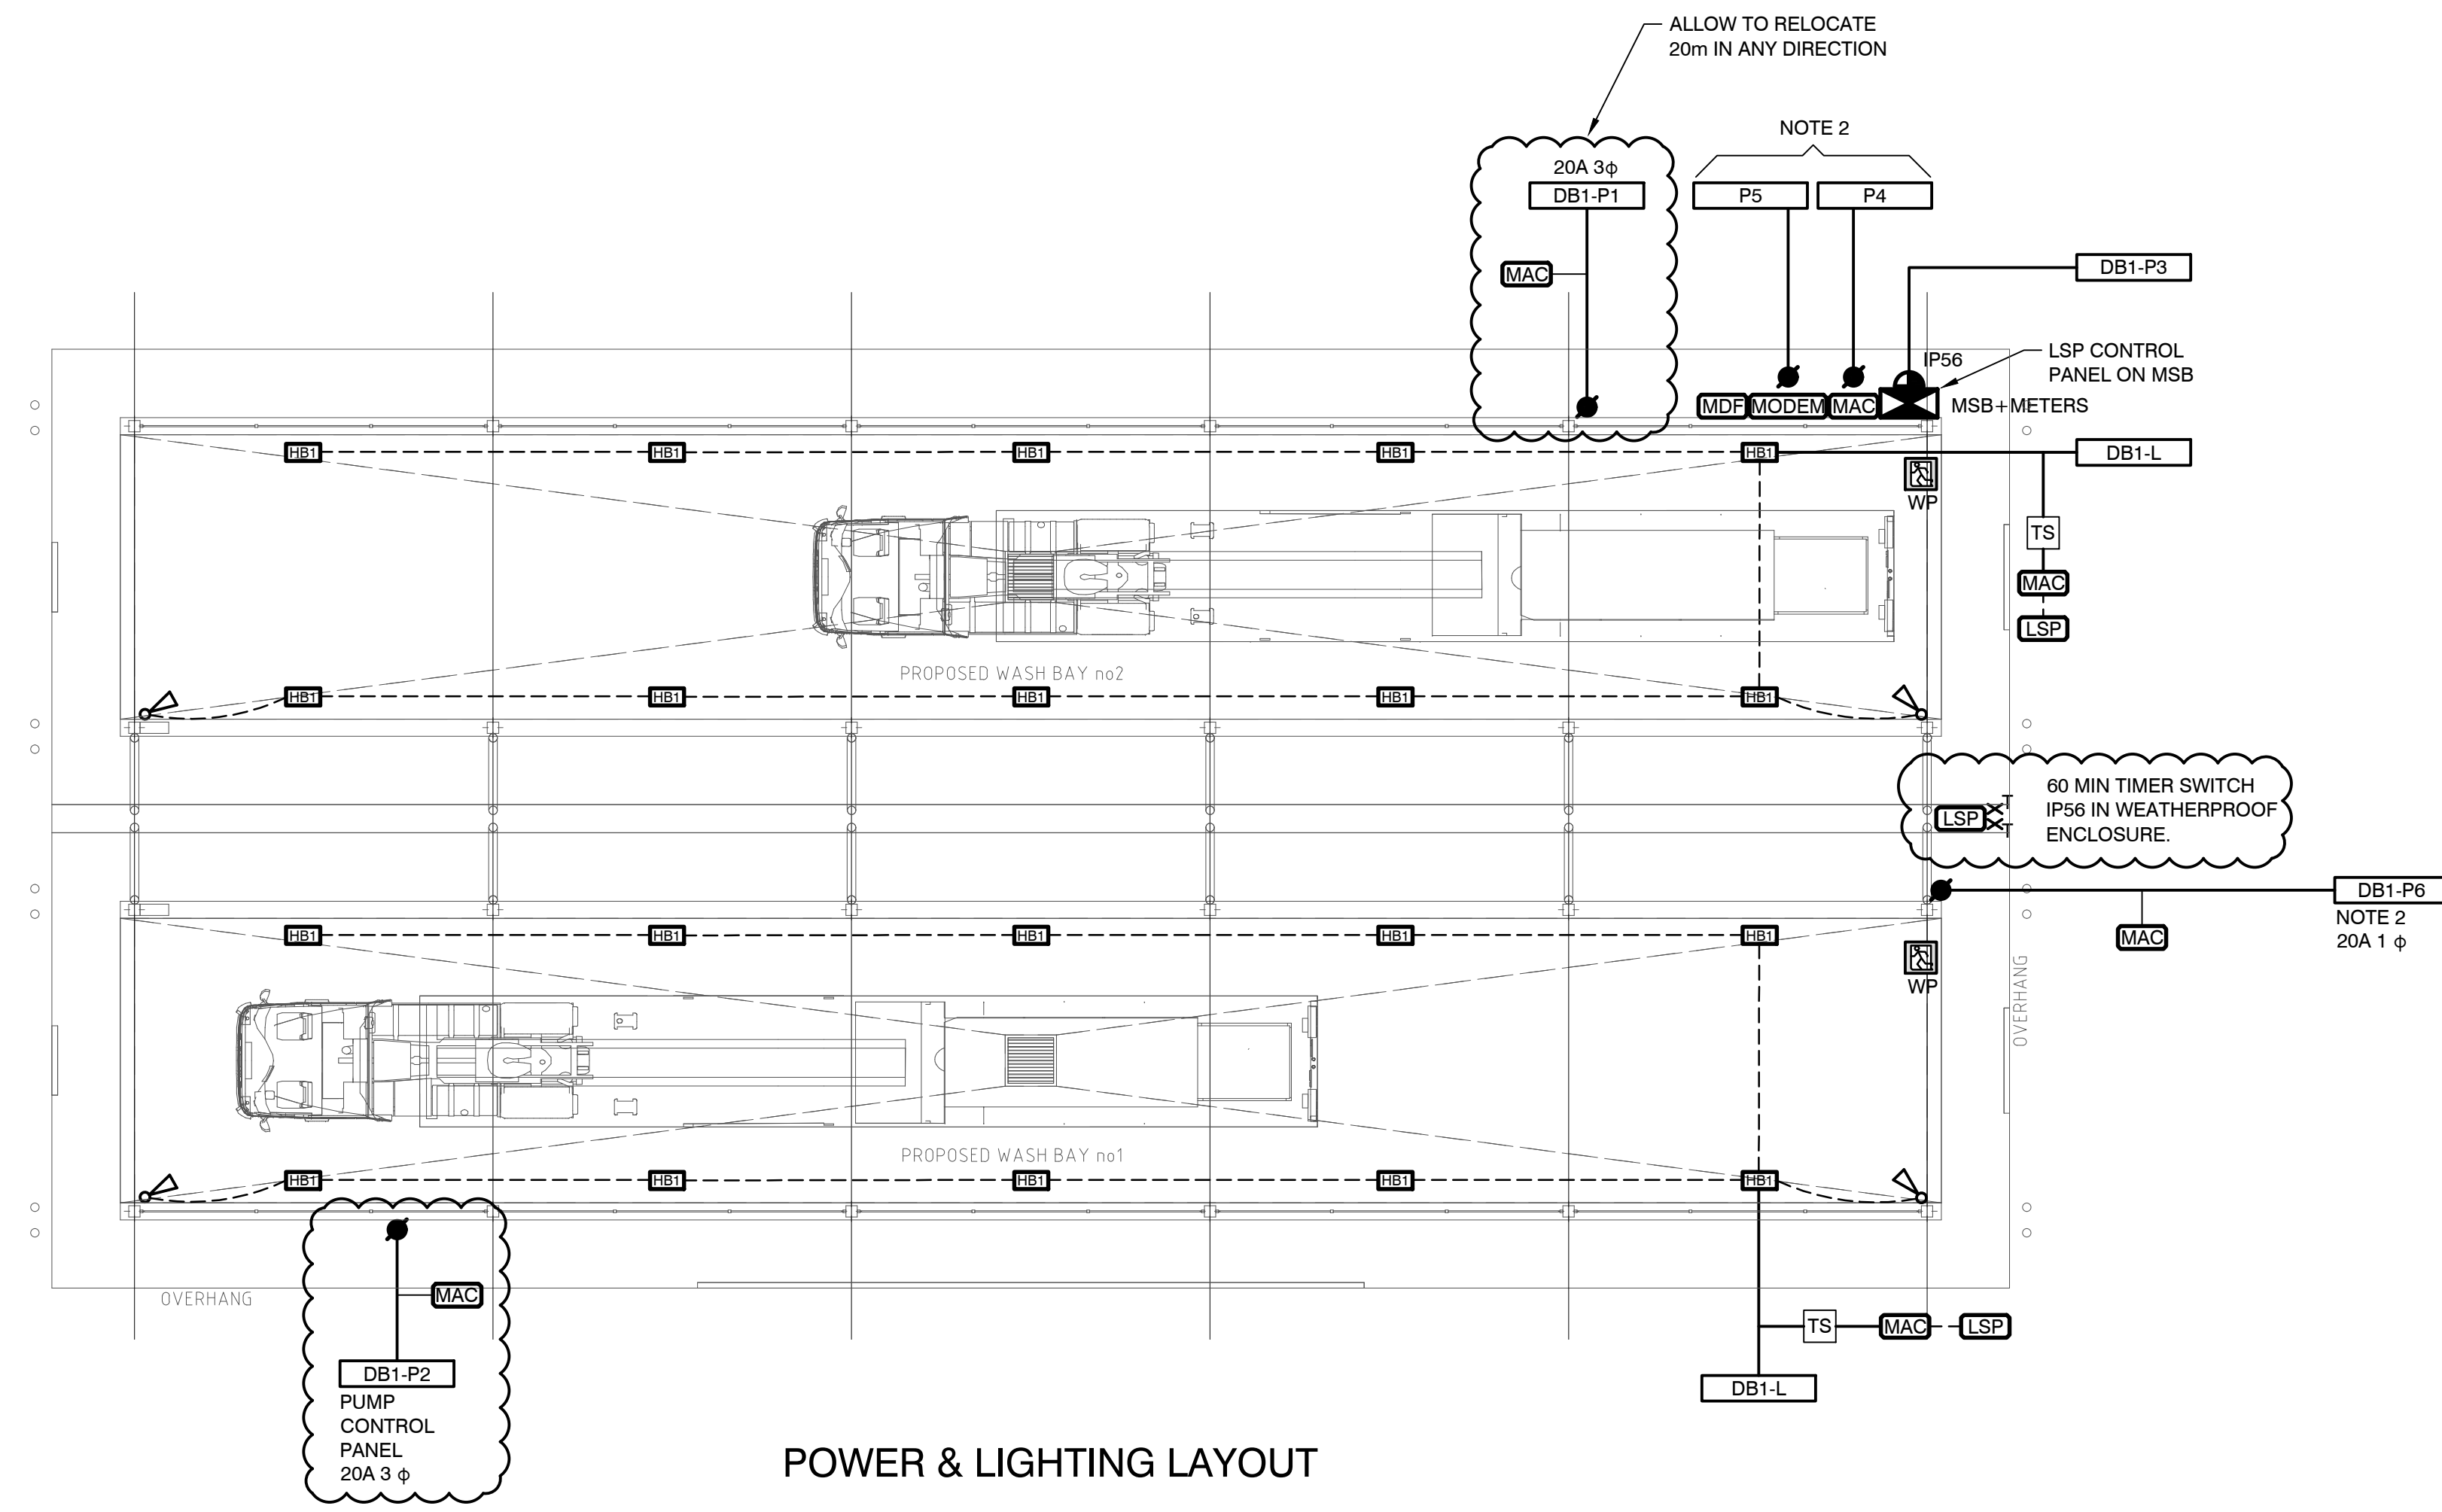 ALLOW TO RELOCATE
20m IN ANY DIRECTION
NOTE 2
20A 3ϕ
DB1-P1
P5
P4
MAC
DB1-P3
IP56
LSP CONTROL
PANEL ON MSB
MDF
MODEM
MAC
MSB+METERS
HB1
HB1
HB1
HB1
HB1
DB1-L
WP
TS
MAC
LSP
PROPOSED WASH BAY no2
HB1
HB1
HB1
HB1
HB1
LSP
T
T
60 MIN TIMER SWITCH
IP56 IN WEATHERPROOF
ENCLOSURE.
DB1-P6
NOTE 2
20A 1 ϕ
MAC
HB1
HB1
HB1
HB1
HB1
WP
OVERHANG
PROPOSED WASH BAY no1
HB1
HB1
HB1
HB1
HB1
OVERHANG
MAC
TS
MAC
LSP
DB1-P2
PUMP
CONTROL
PANEL
20A 3 ϕ
DB1-L
POWER & LIGHTING LAYOUT